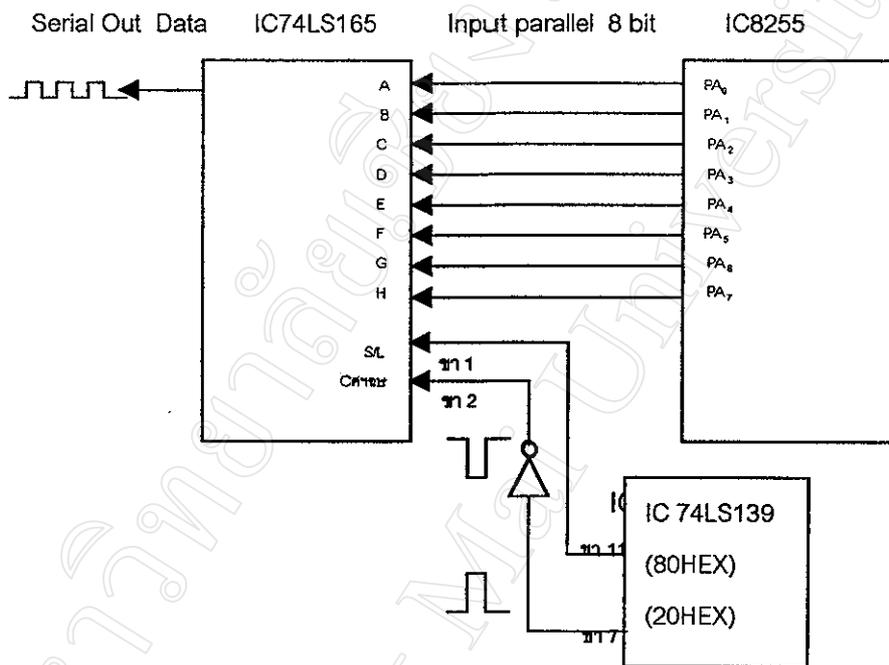 Serial Out Data IC74LS165 Input parallel 8 bit IC8255
A PA₀
B PA₁
C PA₂
D PA₃
E PA₄
F PA₅
G PA₆
H PA₇
S/L
ขา 1
ขา 2
IC 74LS139
ขา 11 (80HEX)
(20HEX)
ขา 7